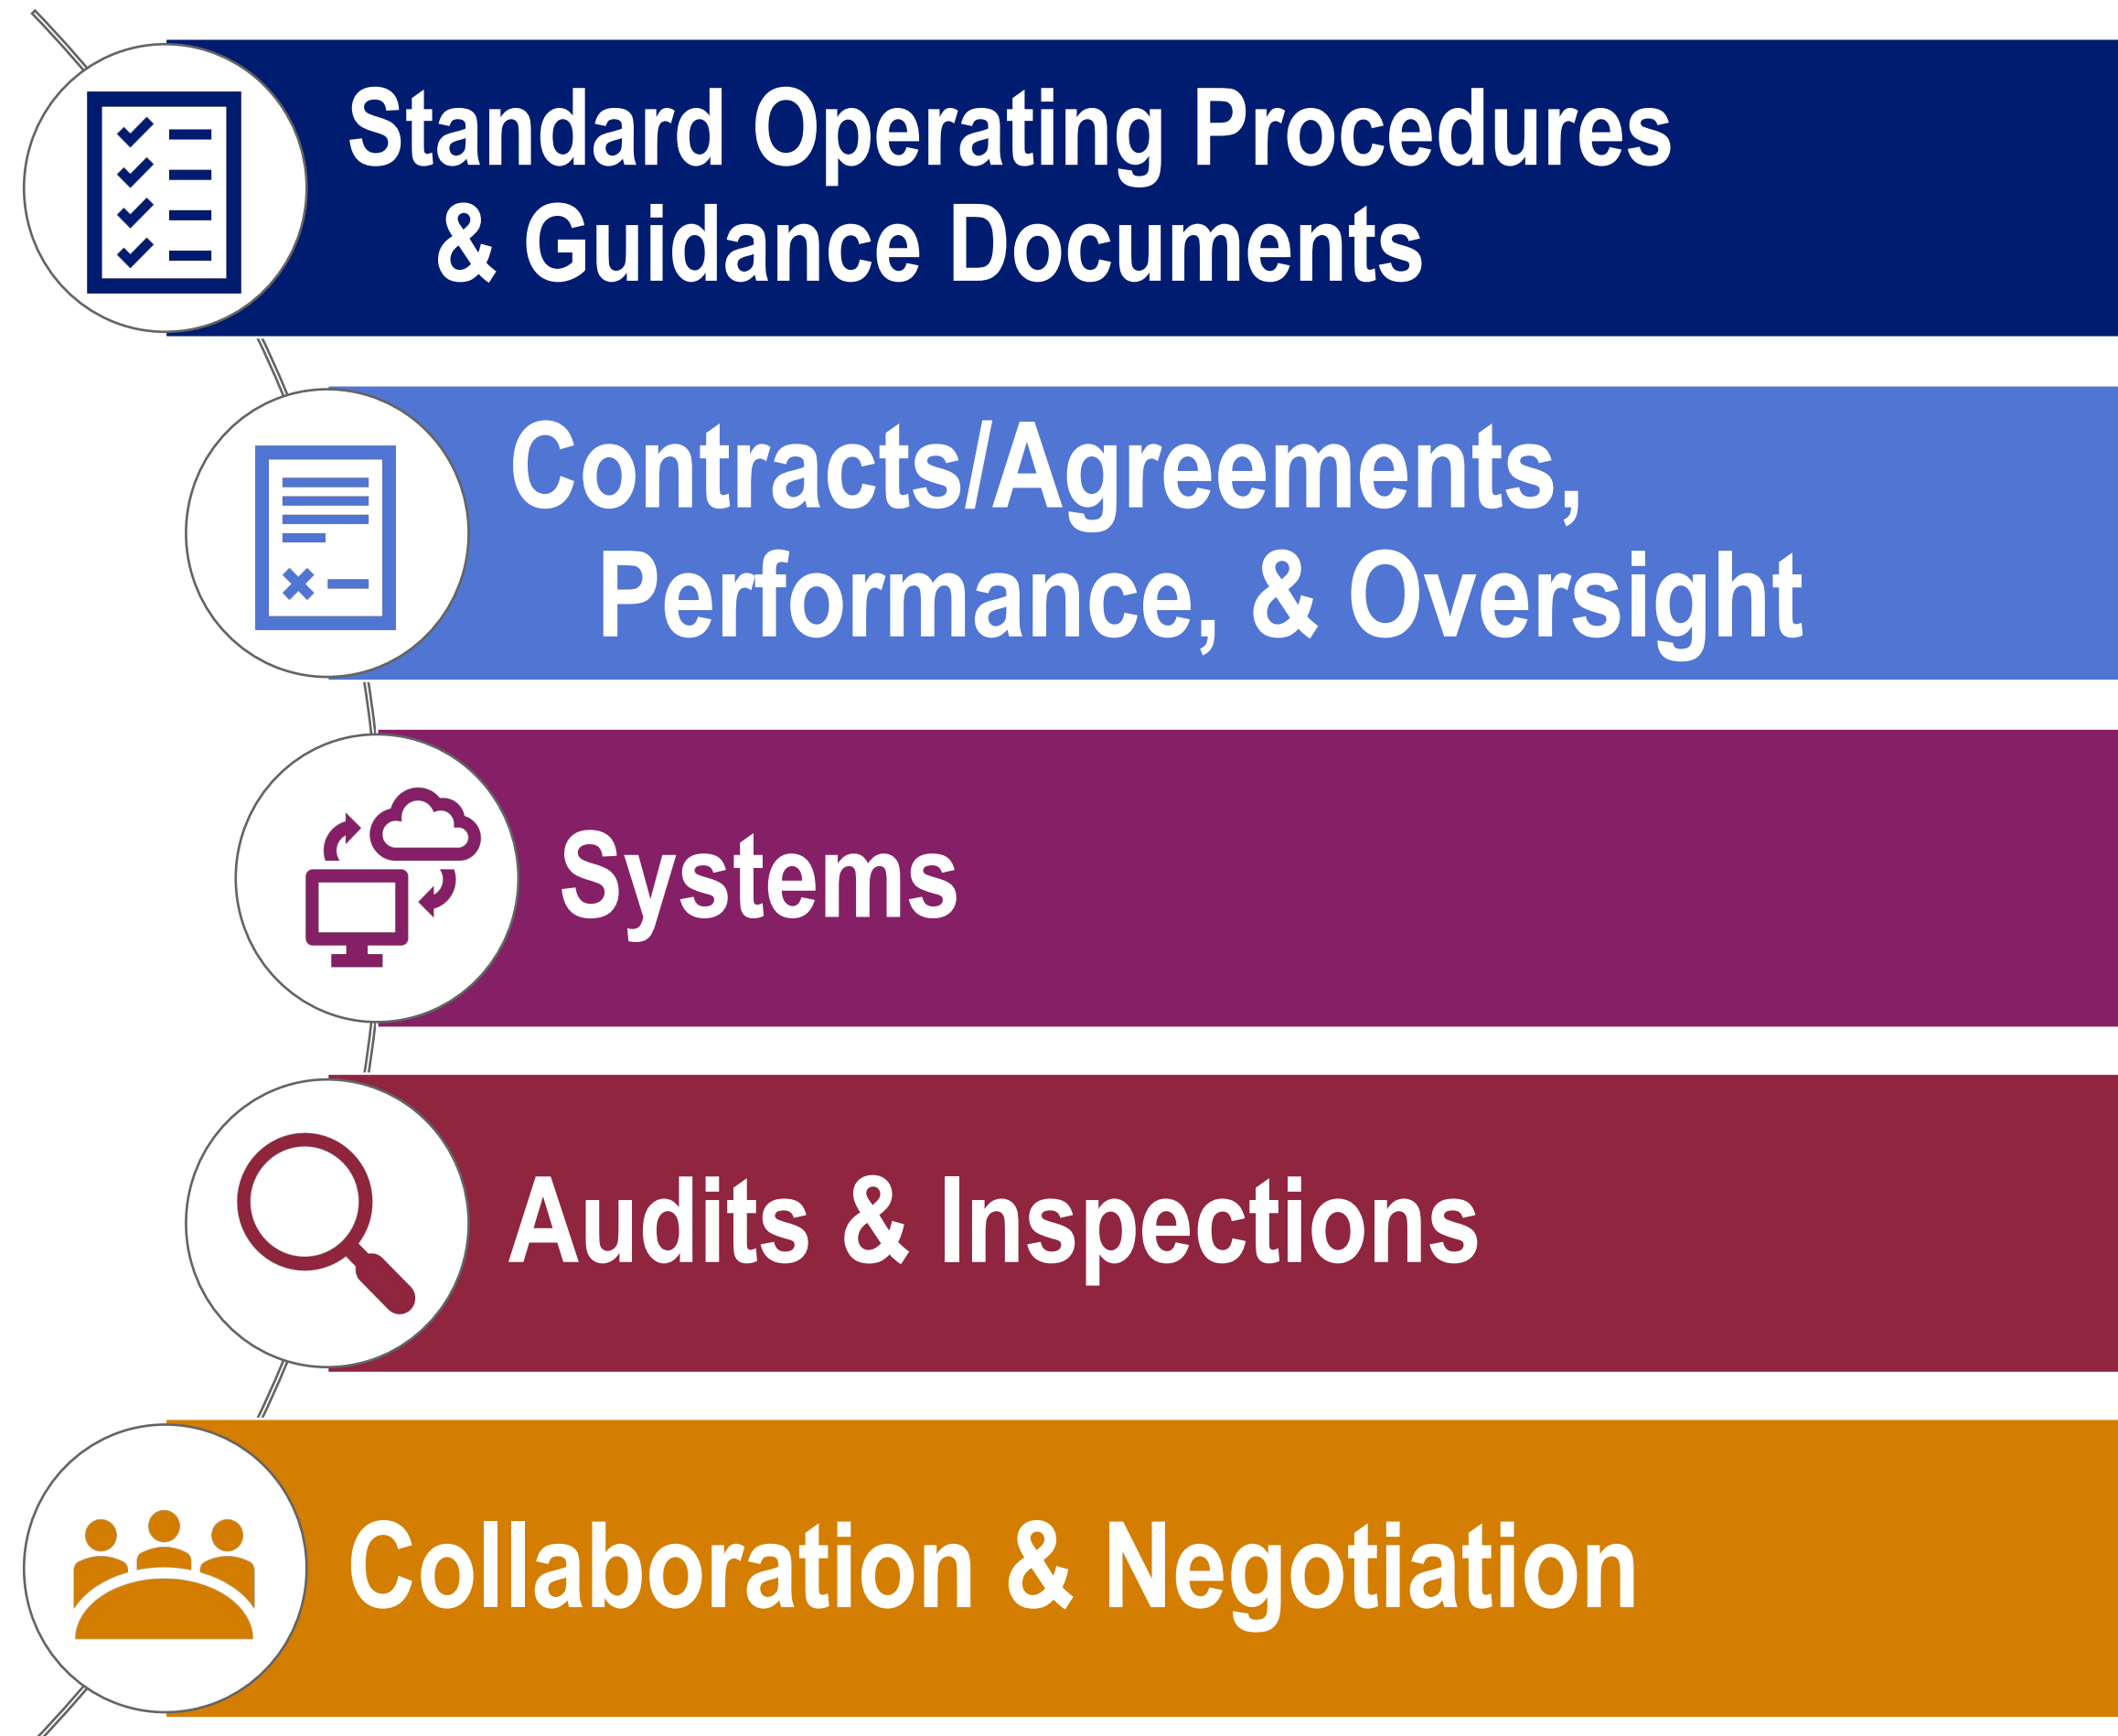 Standard Operating Procedures
& Guidance Documents
Contracts/Agreements,
Performance, & Oversight
Systems
Audits & Inspections
Collaboration & Negotiation